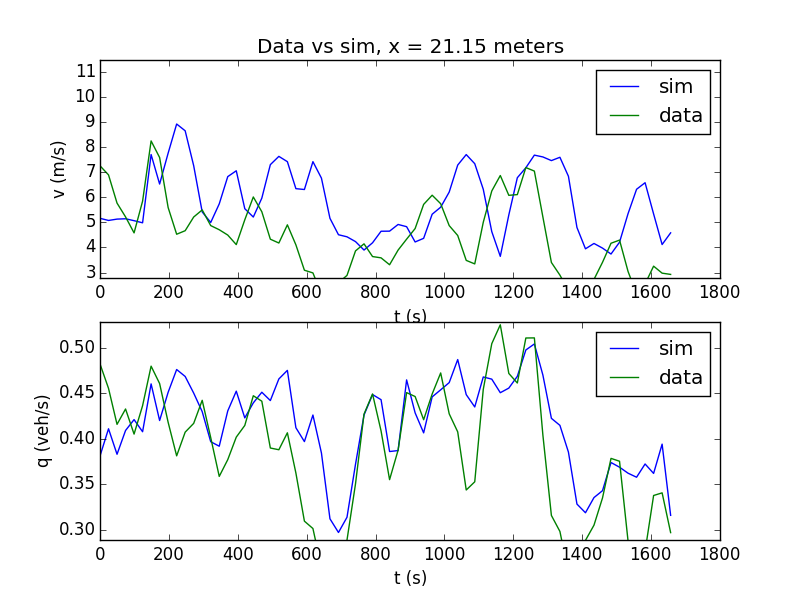 Data vs sim, x = 21.15 meters
v (m/s)
11
10
9
8
7
6
5
4
3
sim
data
0 200 400 600 800 1000 1200 1400 1600 1800
t (s)
q (veh/s)
0.50
0.45
0.40
0.35
0.30
sim
data
0 200 400 600 800 1000 1200 1400 1600 1800
t (s)